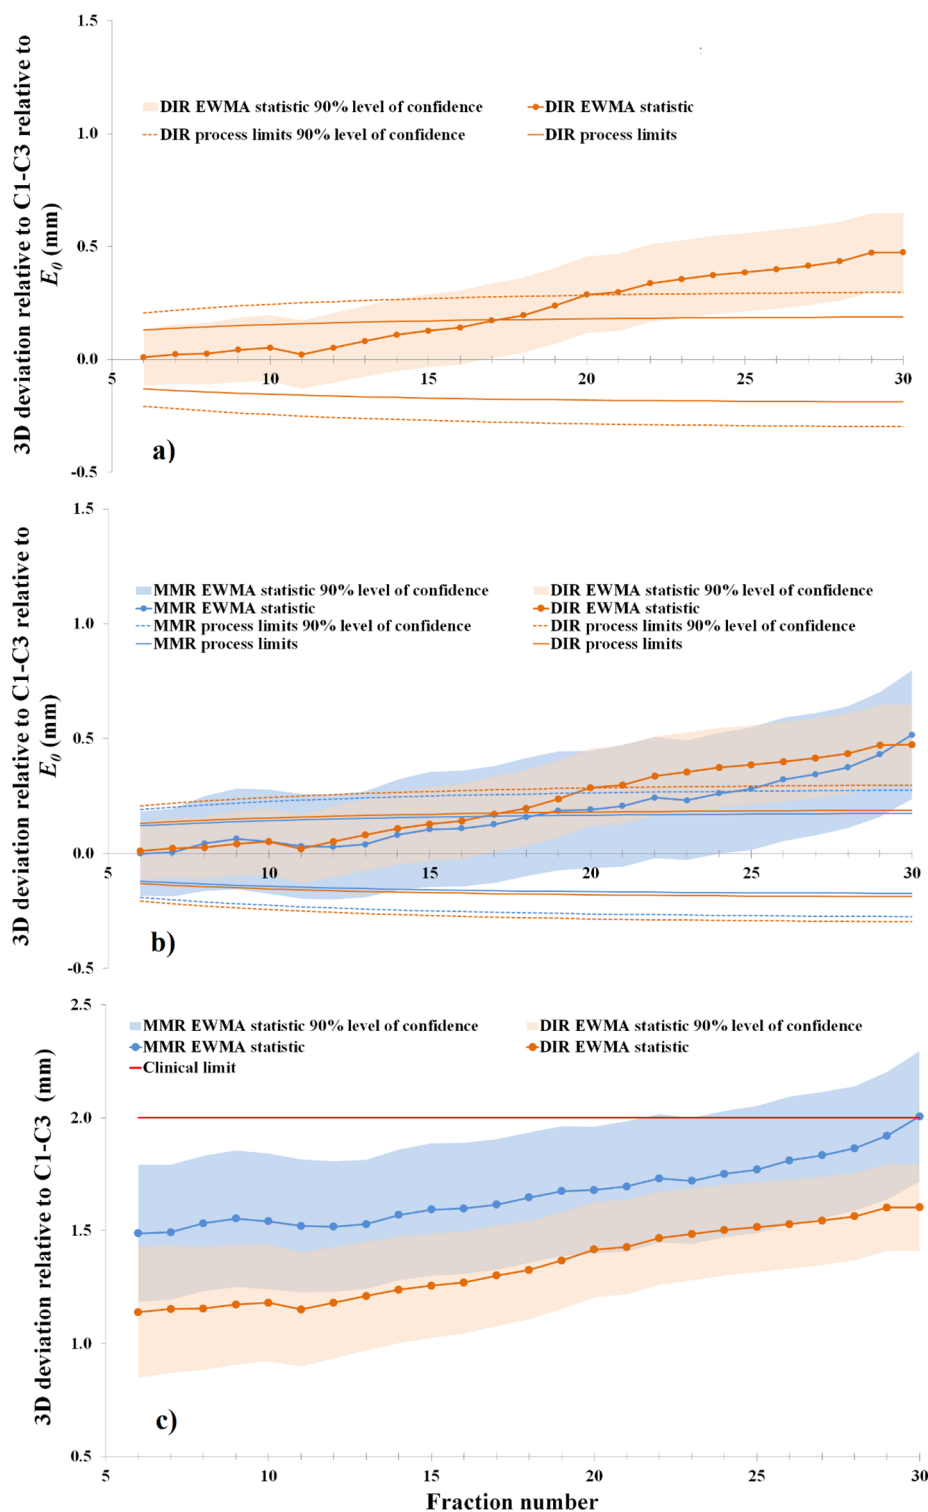 3D deviation relative to C1-C3 relative to
E0 (mm)
1.5
1.0
0.5
0.0
-0.5
DIR EWMA statistic 90% level of confidence
DIR EWMA statistic
DIR process limits 90% level of confidence
DIR process limits
5
10
15
20
25
30
a)
3D deviation relative to C1-C3 relative to
E0 (mm)
1.5
1.0
0.5
0.0
-0.5
MMR EWMA statistic 90% level of confidence
DIR EWMA statistic 90% level of confidence
MMR EWMA statistic
DIR EWMA statistic
MMR process limits 90% level of confidence
DIR process limits 90% level of confidence
MMR process limits
DIR process limits
5
10
15
20
25
30
b)
3D deviation relative to C1-C3 (mm)
2.5
2.0
1.5
1.0
0.5
MMR EWMA statistic 90% level of confidence
DIR EWMA statistic 90% level of confidence
MMR EWMA statistic
DIR EWMA statistic
Clinical limit
c)
5
10
15
20
25
30
Fraction number